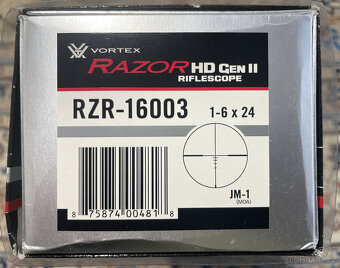 VORTEX
RAZOR HD GEN II
RIFLESCOPE
RZR-16003
1-6 x 24
JM-1
(MOA)
8 75874 00481 8